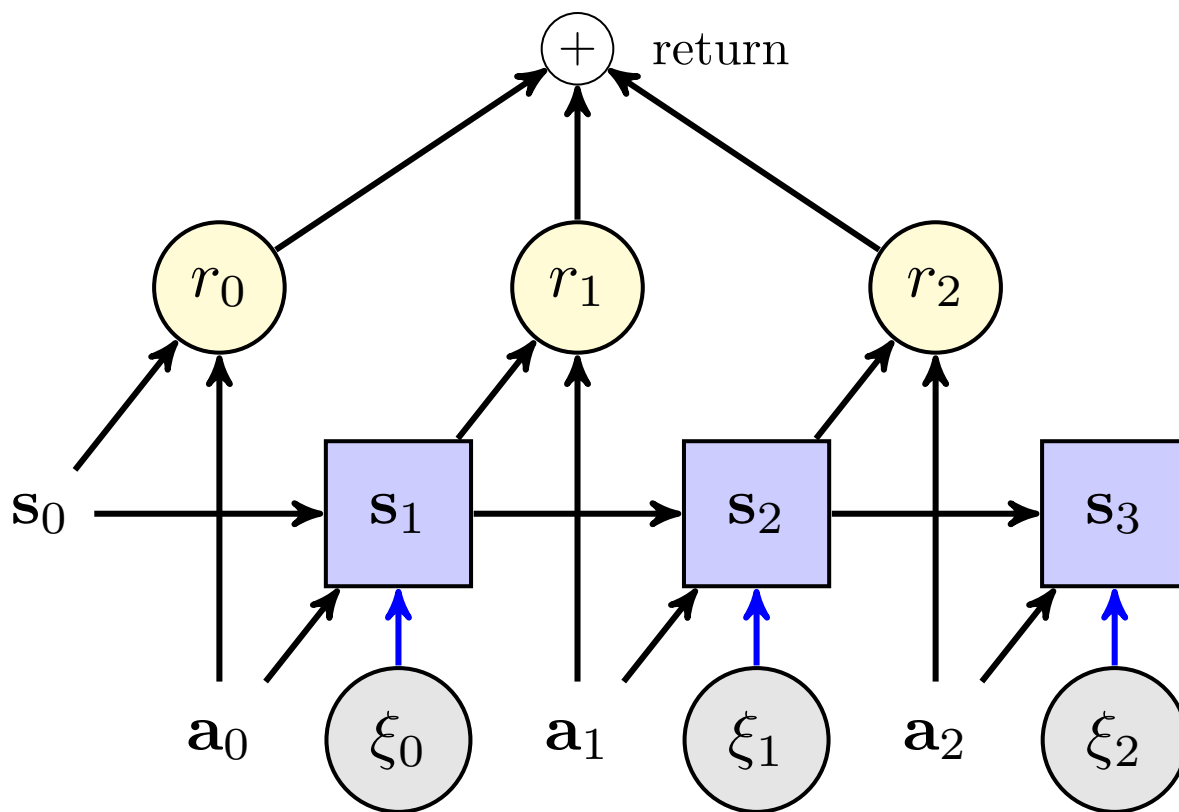 + return
r₀ r₁ r₂
s₀ s₁ s₂ s₃
a₀ ξ₀ a₁ ξ₁ a₂ ξ₂